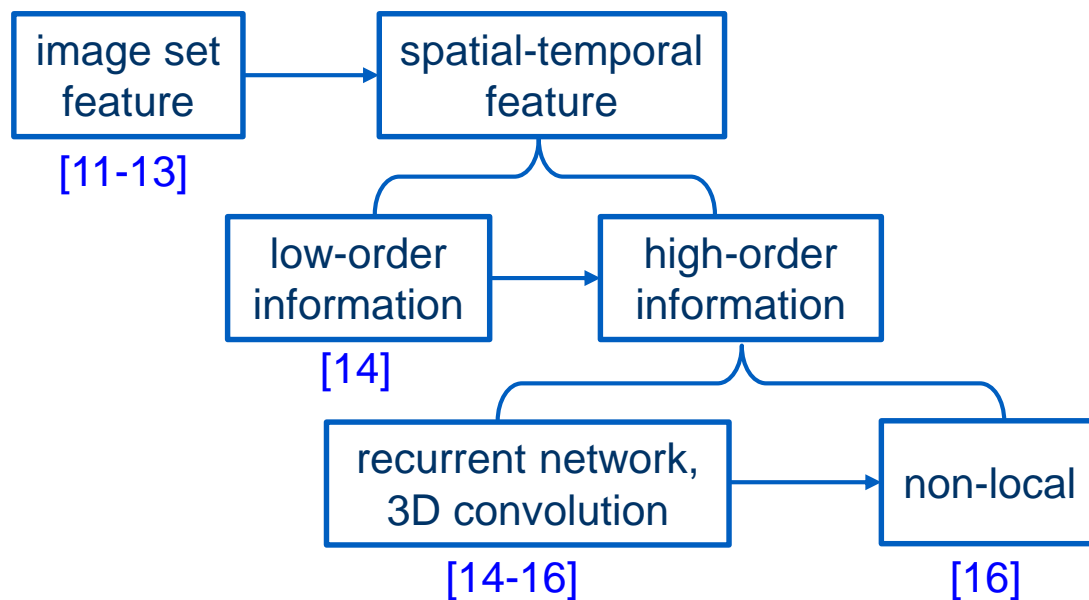 image set
feature
[11-13]
spatial-temporal
feature
low-order
information
[14]
high-order
information
recurrent network,
3D convolution
[14-16]
non-local
[16]